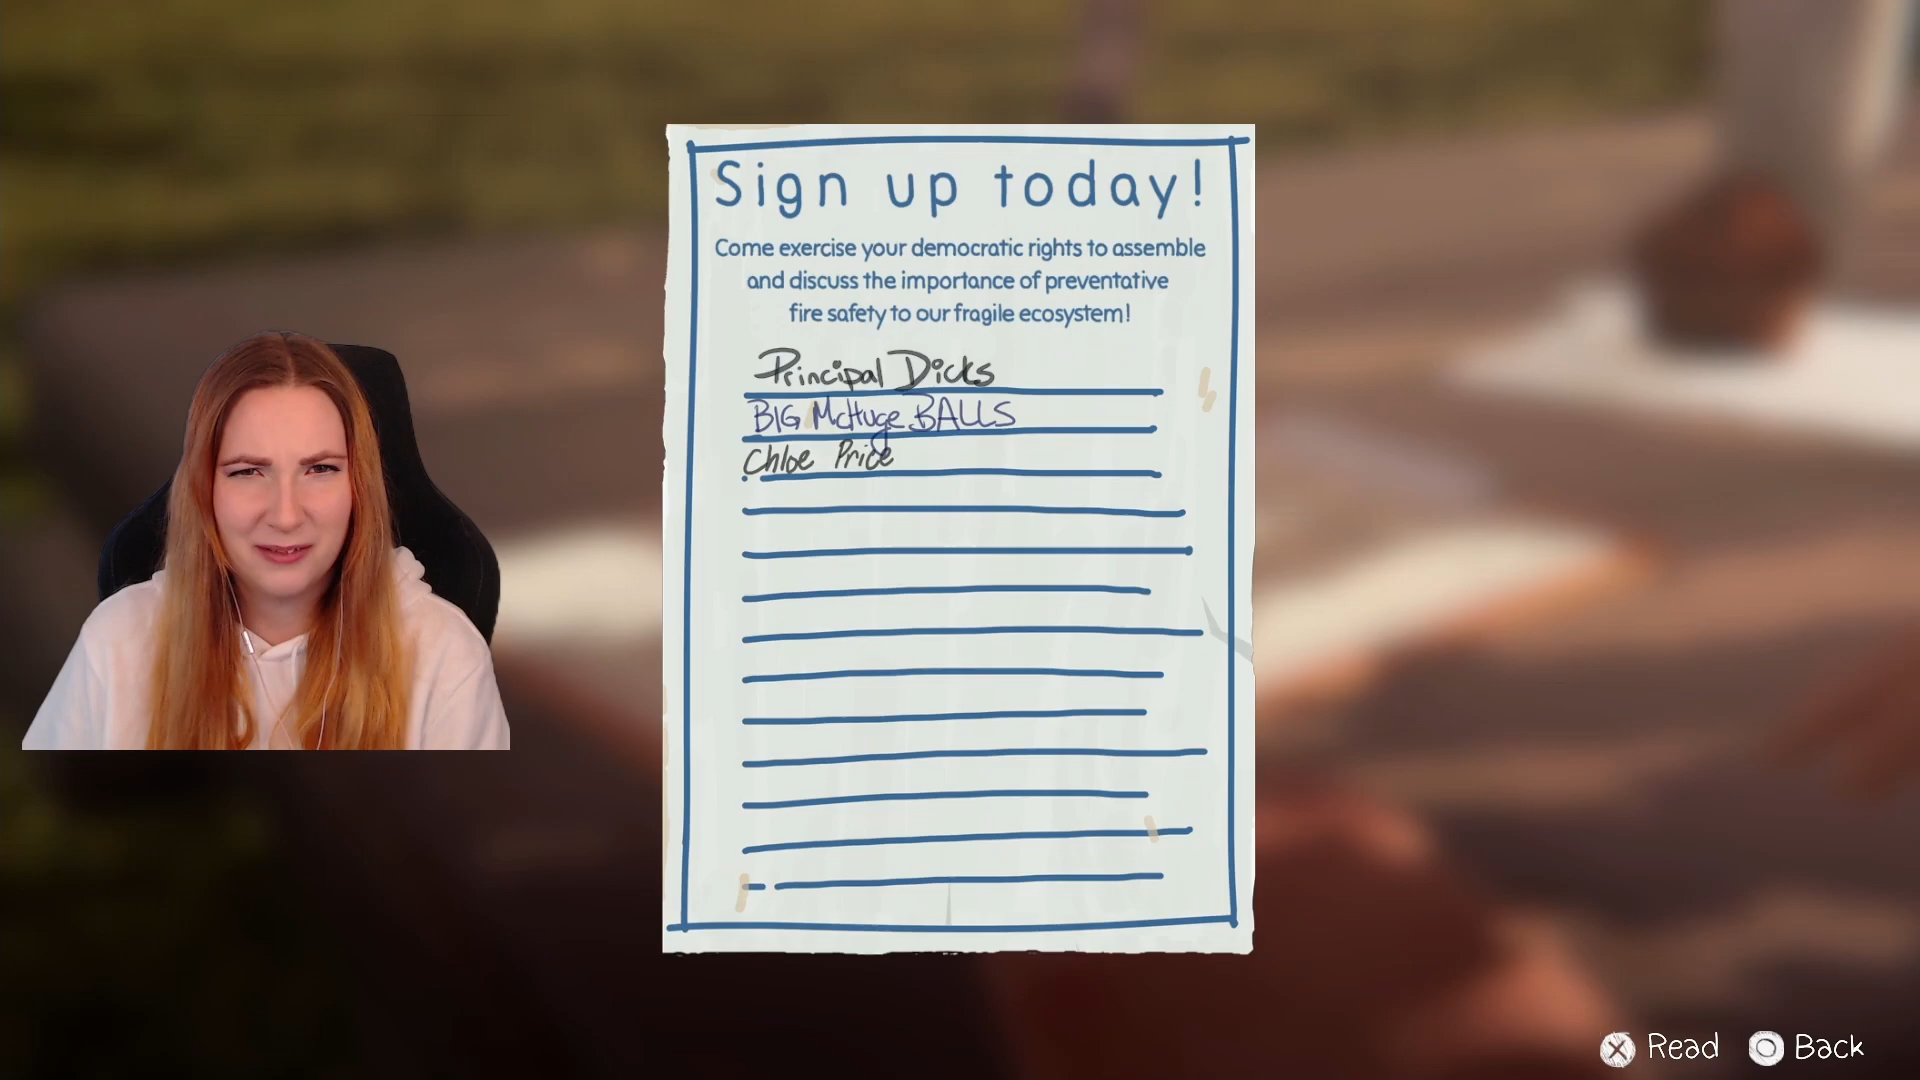 Sign up today!
Come exercise your democratic rights to assemble
and discuss the importance of preventative
fire safety to our fragile ecosystem!
Principal Dicks
BIG McHuge BALLS
Chloe Price
Read Back